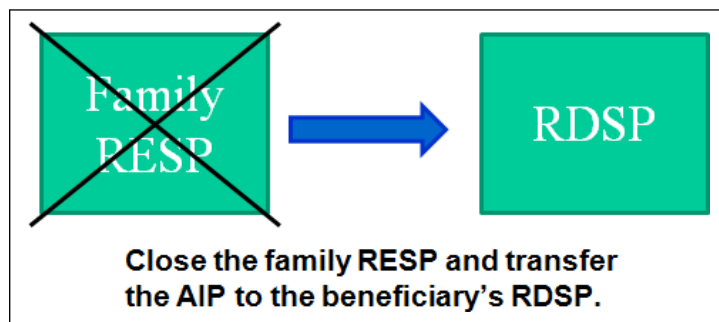 Family
RESP
RDSP
Close the family RESP and transfer
the AIP to the beneficiary's RDSP.